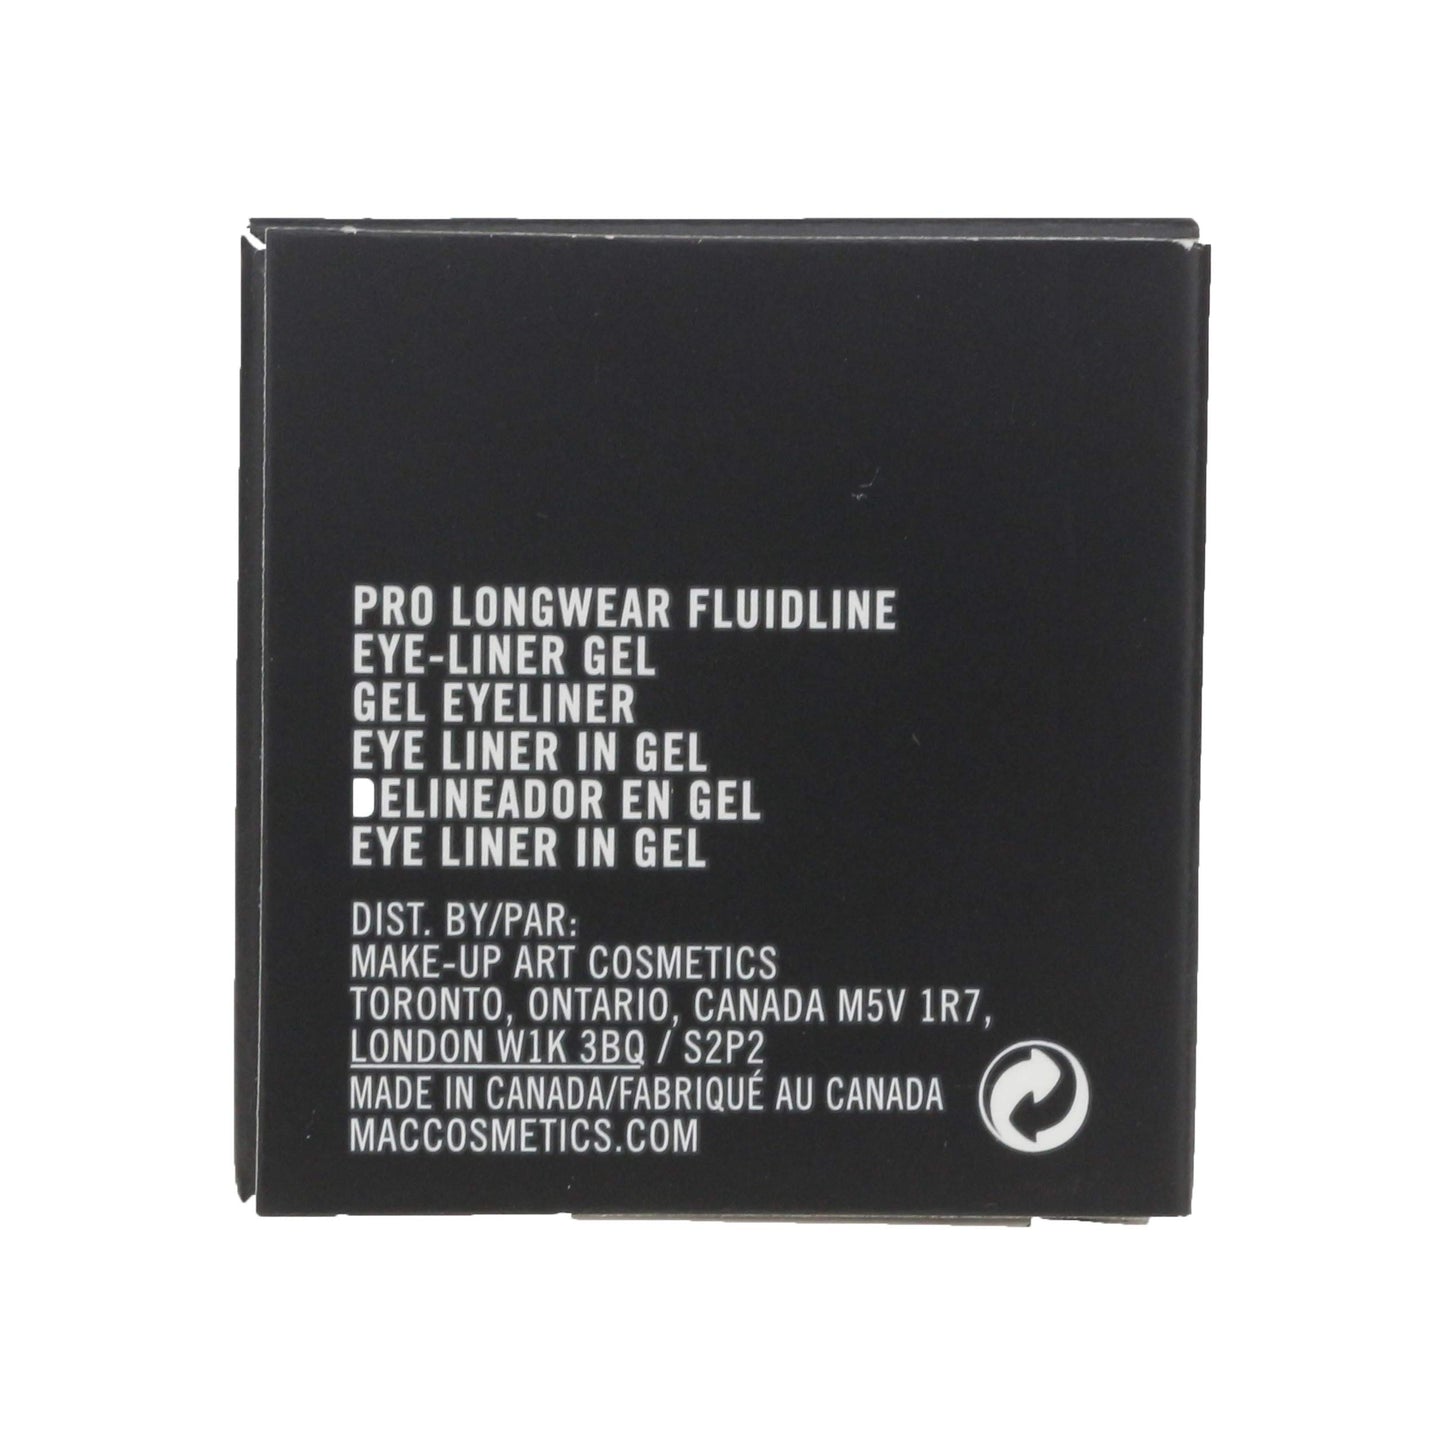 PRO LONGWEAR FLUIDLINE
EYE-LINER GEL
GEL EYELINER
EYE LINER IN GEL
DELINEADOR EN GEL
EYE LINER IN GEL
DIST. BY/PAR:
MAKE-UP ART COSMETICS
TORONTO, ONTARIO, CANADA M5V 1R7,
LONDON W1K 3BQ / S2P2
MADE IN CANADA/FABRIQUÉ AU CANADA
MACCOSMETICS.COM